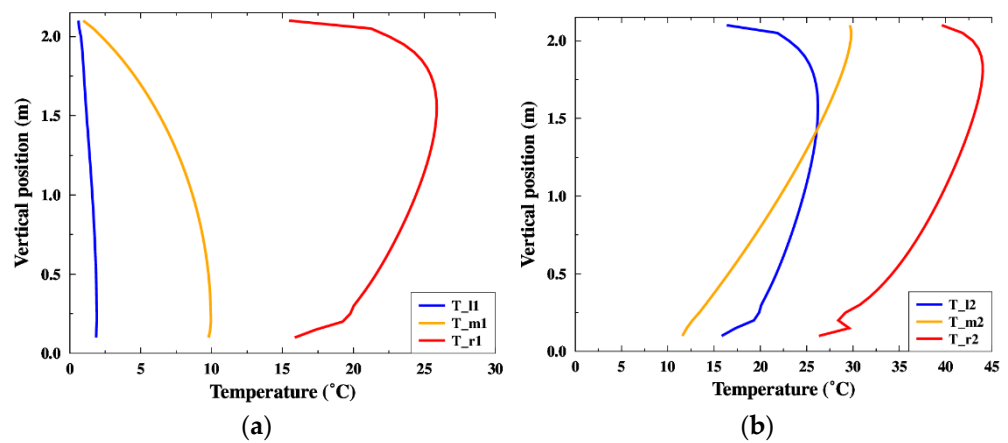 Vertical position (m)
2.0
1.5
1.0
0.5
0.0
0 5 10 15 20 25 30
Temperature (˚C)
T_l1
T_m1
T_r1
(a)
Vertical position (m)
2.0
1.5
1.0
0.5
0.0
0 5 10 15 20 25 30 35 40 45
Temperature (˚C)
T_l2
T_m2
T_r2
(b)